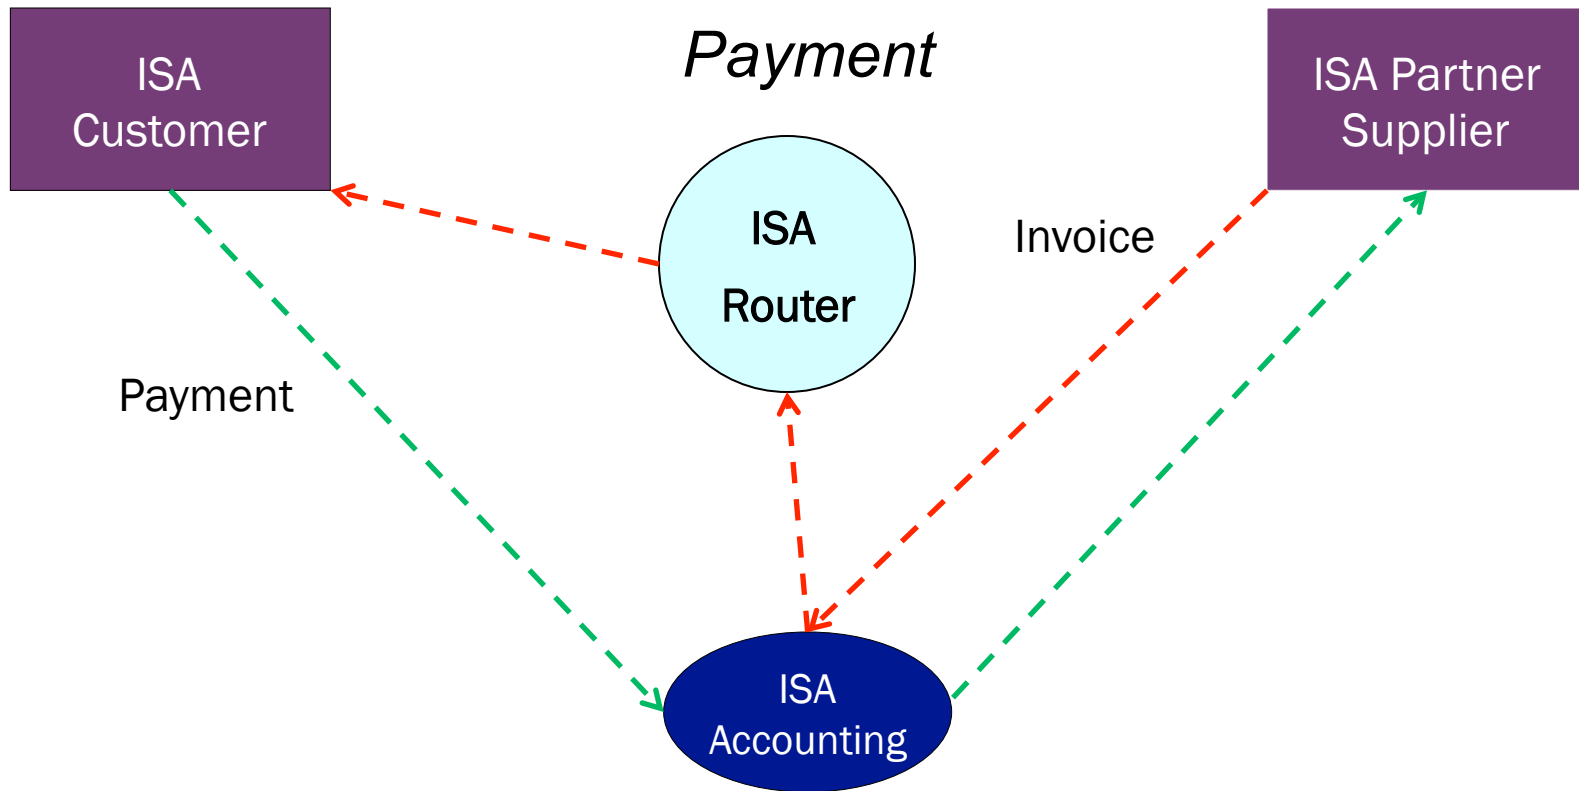 Payment
ISA
Customer
ISA Partner
Supplier
ISA
Router
Invoice
Payment
ISA
Accounting